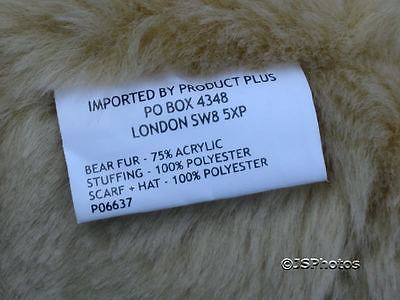 IMPORTED BY PRODUCT PLUS
PO BOX 4348
LONDON SW8 5XP
BEAR FUR - 75% ACRYLIC
STUFFING - 100% POLYESTER
SCARF + HAT - 100% POLYESTER
P06637
©JSPhotos